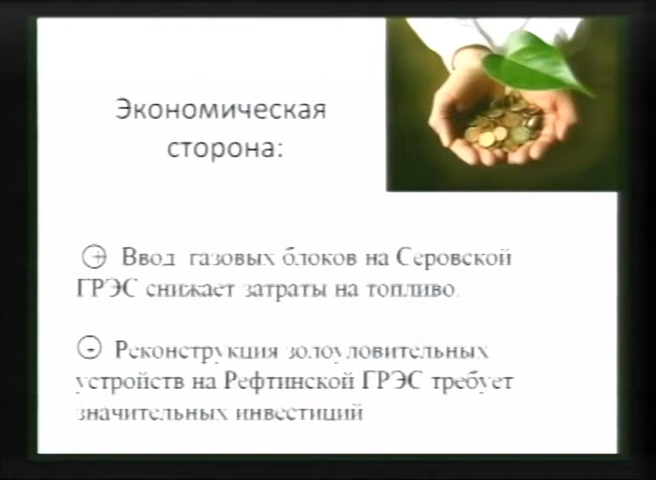 Экономическая
сторона:
+ Ввод газовых блоков на Серовской
ГРЭС снижает затраты на топливо.
- Реконструкция золоуловительных
устройств на Рефтинской ГРЭС требует
значительных инвестиций